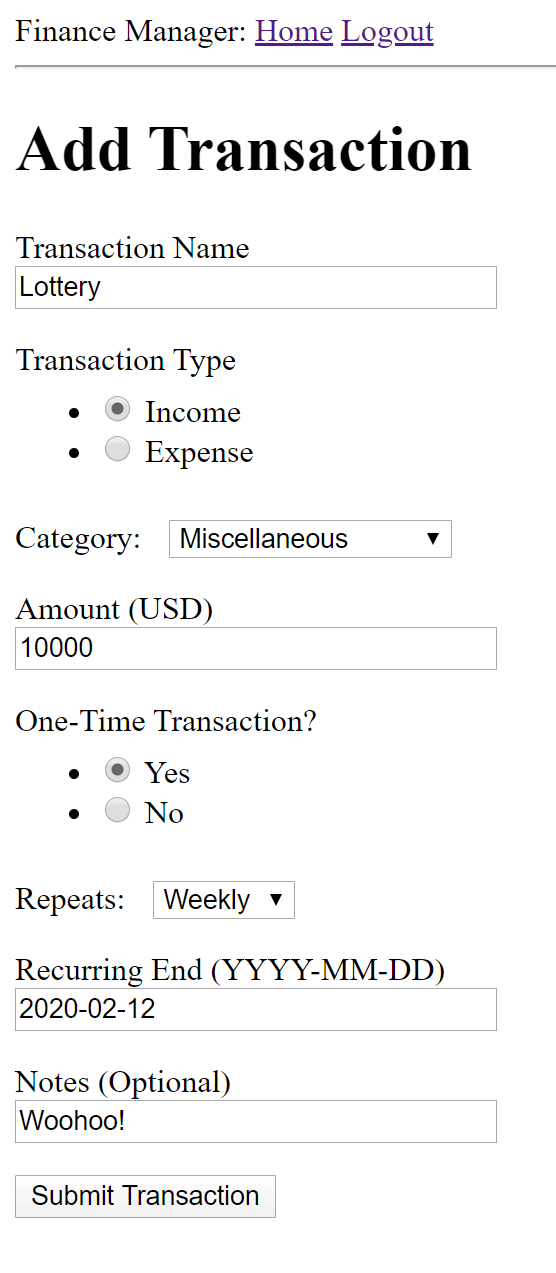 Finance Manager: Home Logout
Add Transaction
Transaction Name
Lottery
Transaction Type
Income
Expense
Category: Miscellaneous
Amount (USD)
10000
One-Time Transaction?
Yes
No
Repeats: Weekly
Recurring End (YYYY-MM-DD)
2020-02-12
Notes (Optional)
Woohoo!
Submit Transaction